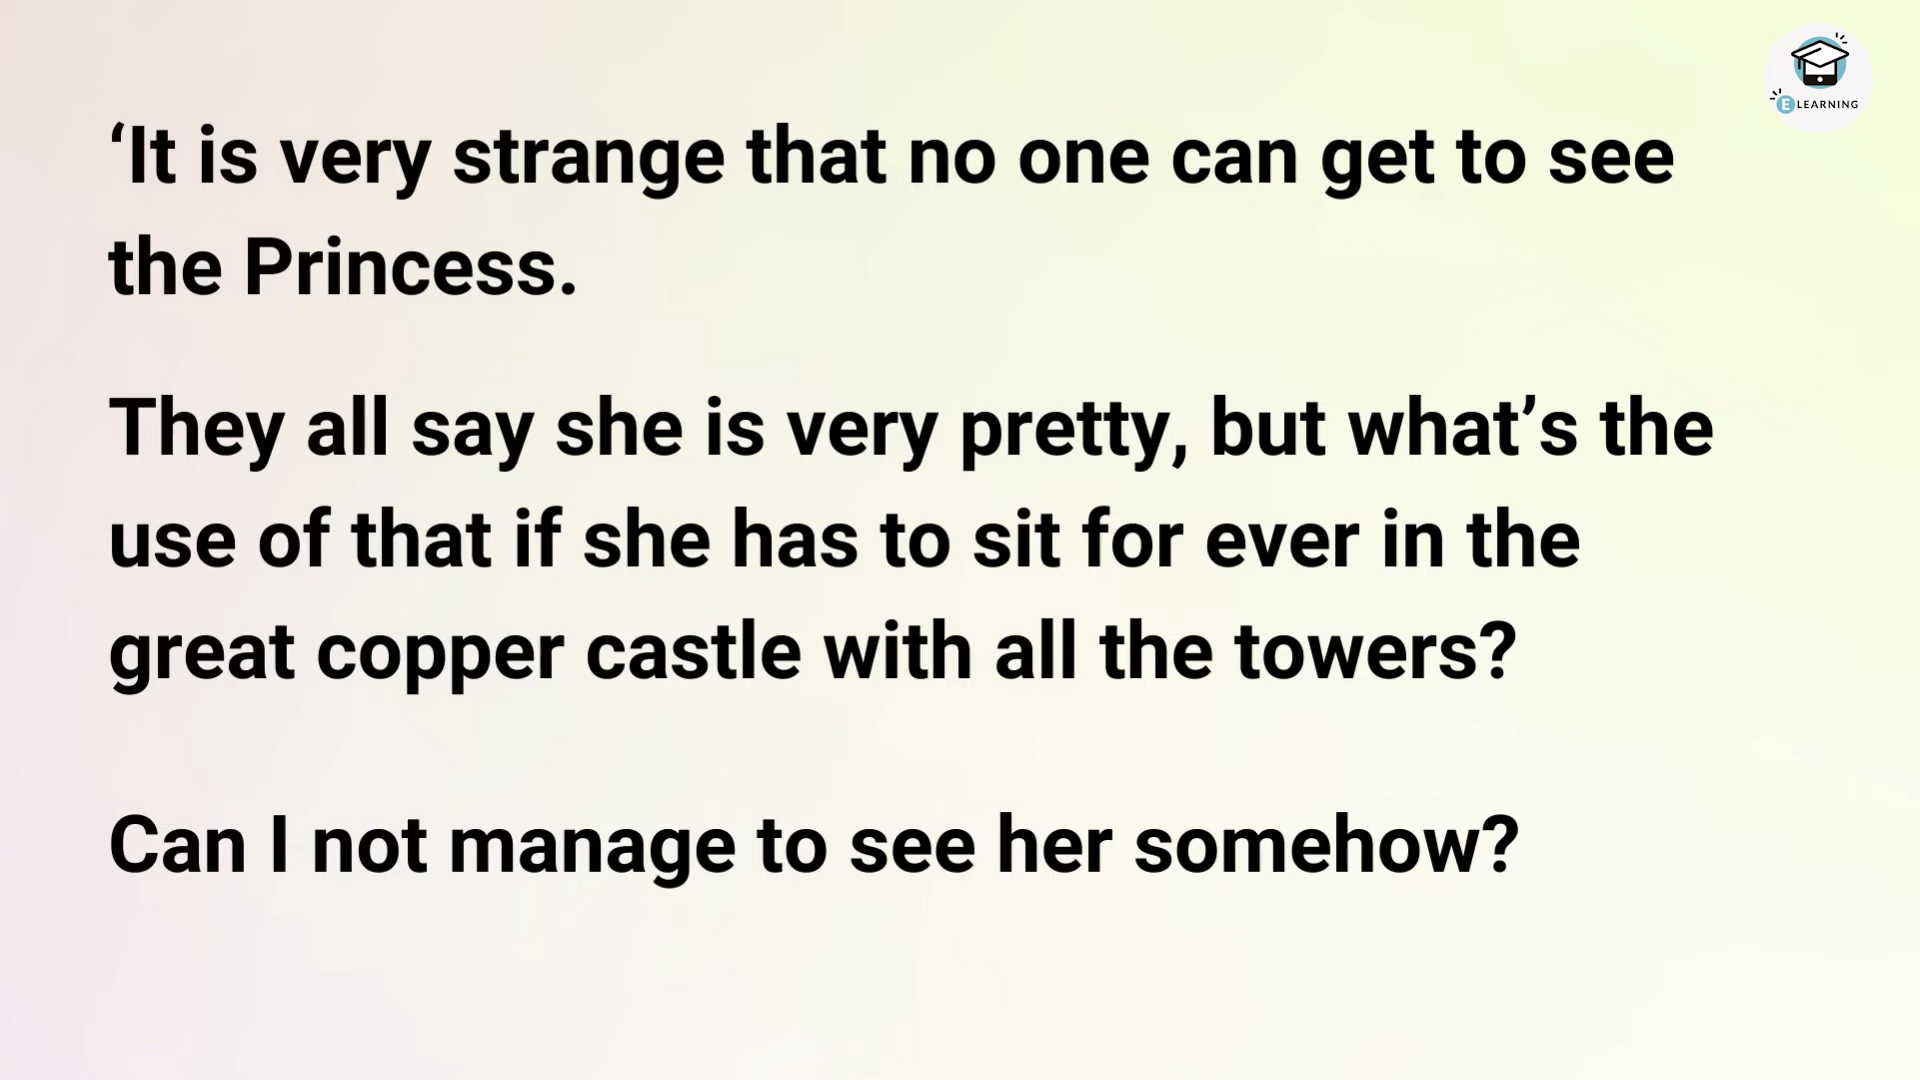 E LEARNING
‘It is very strange that no one can get to see
the Princess.
They all say she is very pretty, but what’s the
use of that if she has to sit for ever in the
great copper castle with all the towers?
Can I not manage to see her somehow?